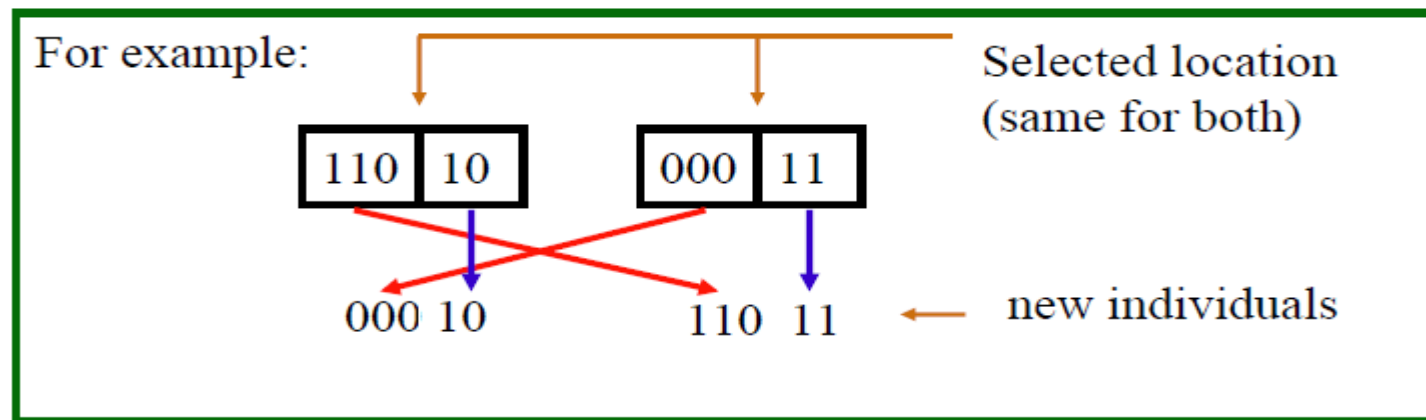 For example:
Selected location
(same for both)
110 10 000 11
000 10 110 11
new individuals